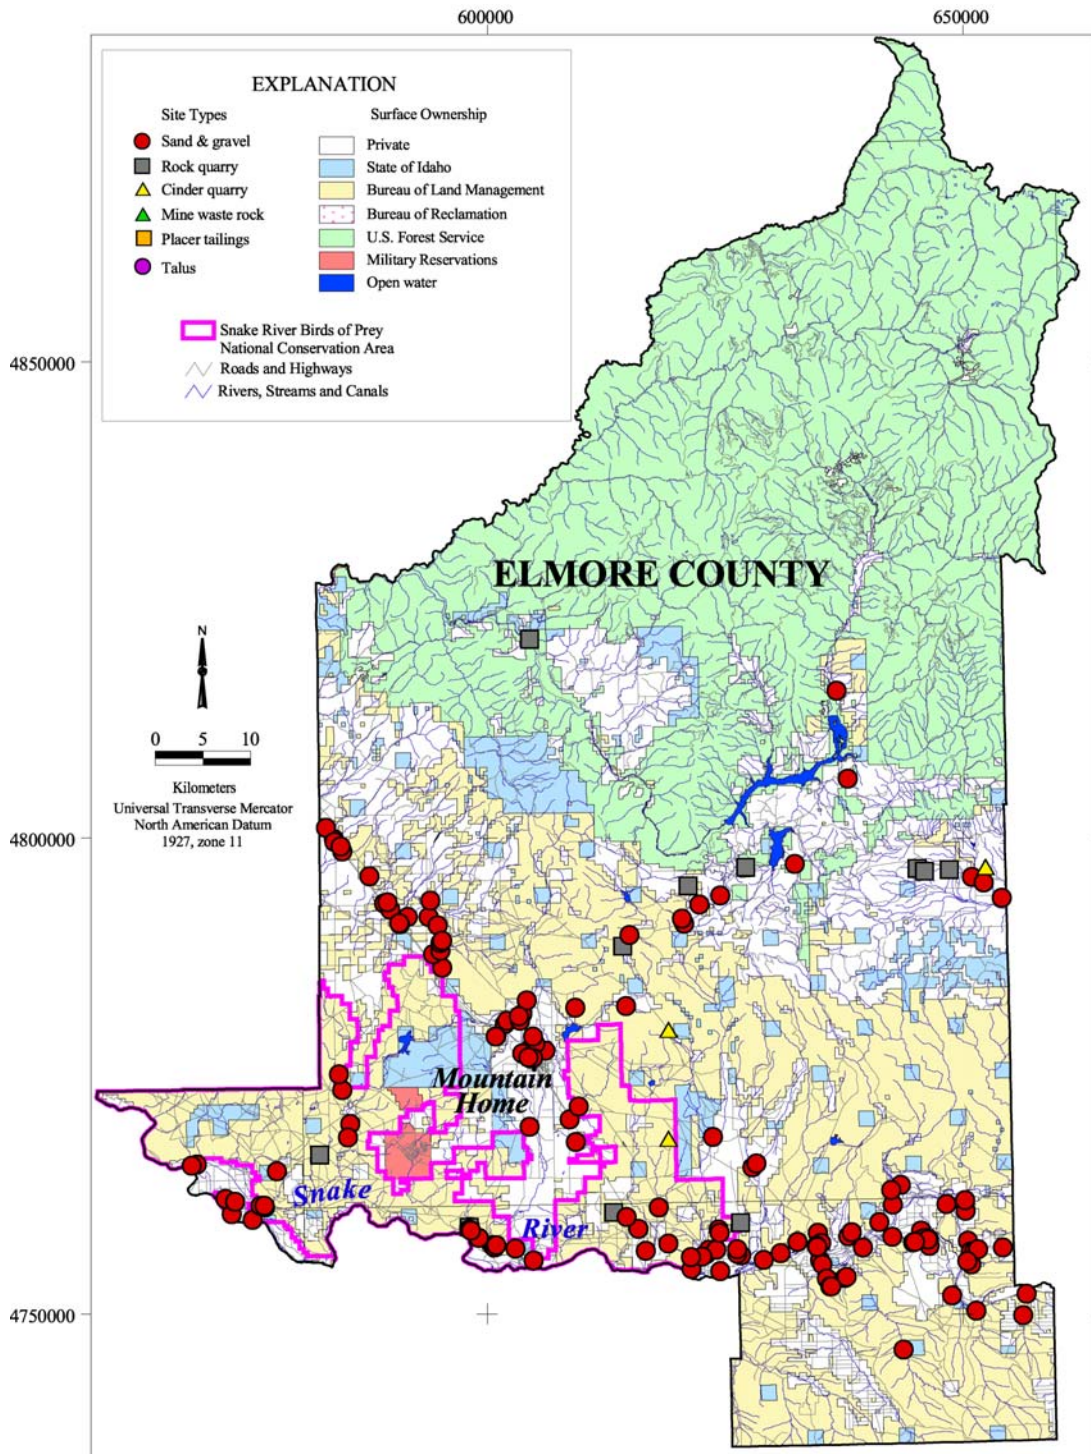 600000
650000
EXPLANATION
Site Types
Surface Ownership
Sand & gravel
Rock quarry
Cinder quarry
Mine waste rock
Placer tailings
Talus
Private
State of Idaho
Bureau of Land Management
Bureau of Reclamation
U.S. Forest Service
Military Reservations
Open water
Snake River Birds of Prey
National Conservation Area
Roads and Highways
Rivers, Streams and Canals
4850000
ELMORE COUNTY
N
0 5 10
Kilometers
Universal Transverse Mercator
North American Datum
1927, zone 11
4800000
Mountain
Home
Snake
River
4750000